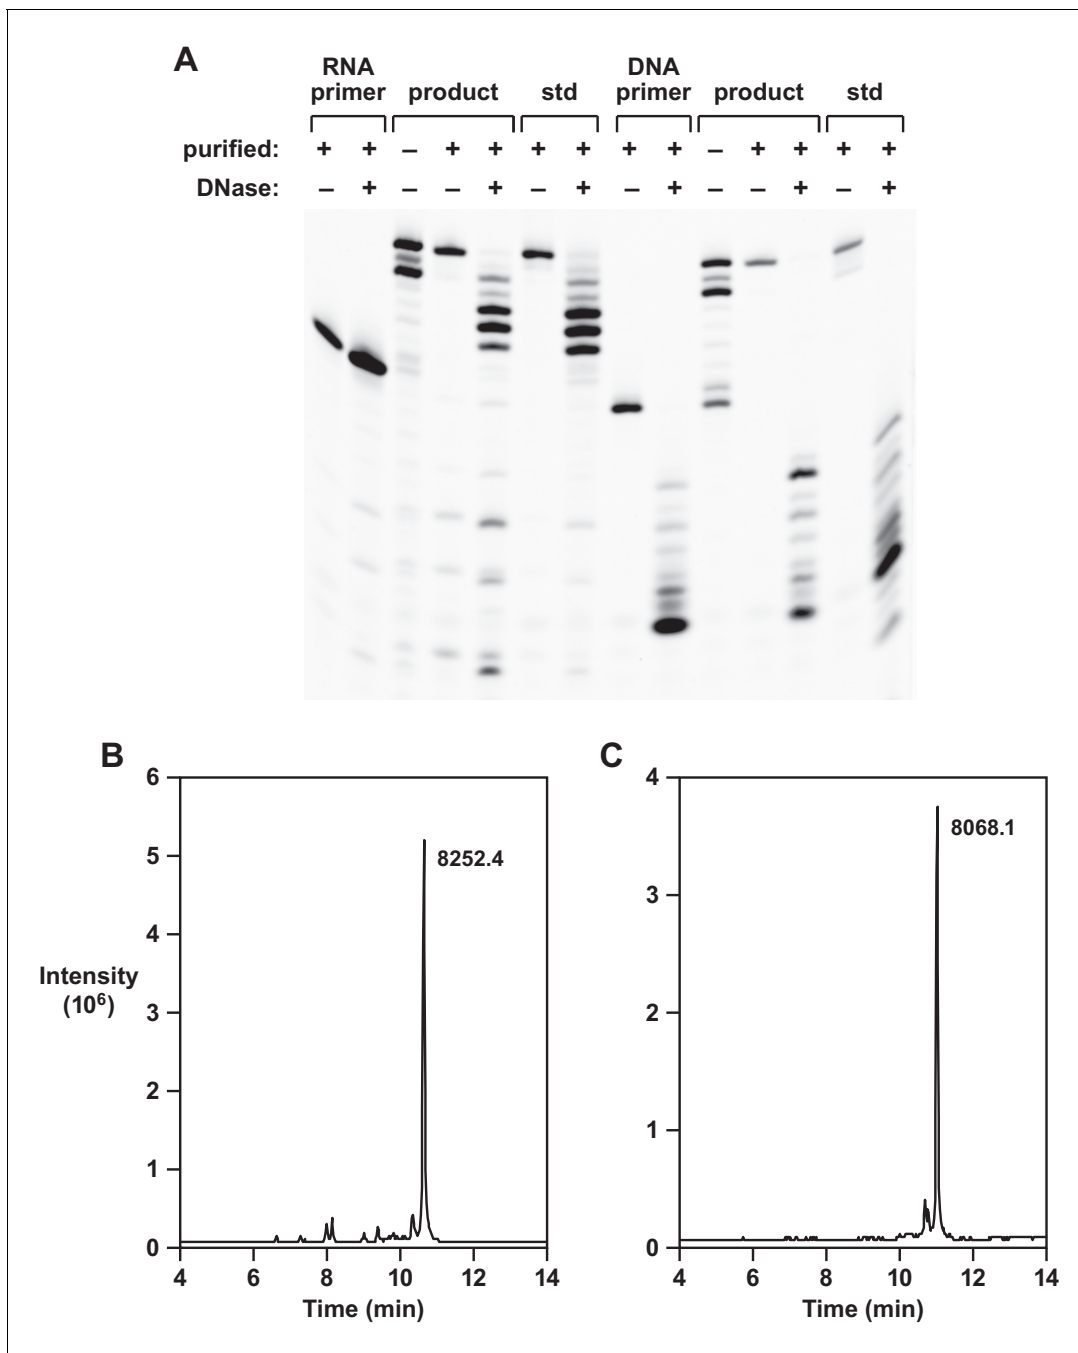 A
RNA primer product std DNA primer product std
purified: + + – + + + + + + – + + + +
DNase: – + – – + – + – + – – + – +
B
6
5
4
3
2
1
0
8252.4
Intensity
(10⁶)
4 6 8 10 12 14
Time (min)
C
4
3
2
1
0
8068.1
4 6 8 10 12 14
Time (min)